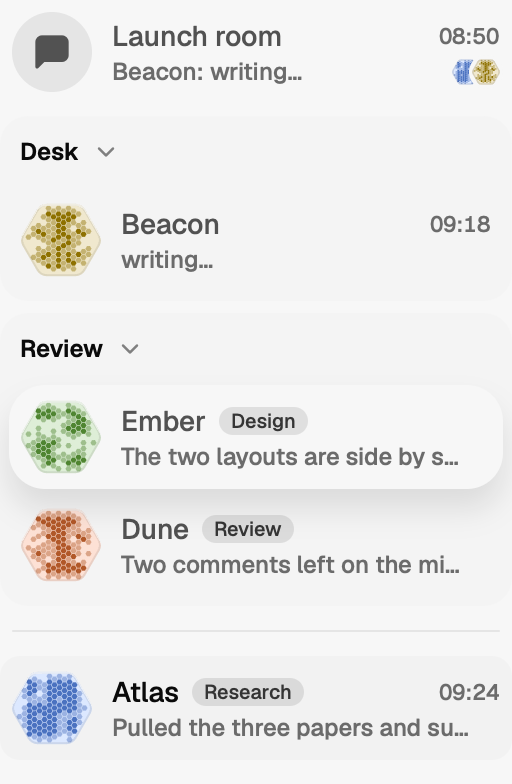 Launch room 08:50
Beacon: writing...
Desk
Beacon 09:18
writing...
Review
Ember Design
The two layouts are side by s...
Dune Review
Two comments left on the mi...
Atlas Research 09:24
Pulled the three papers and su...